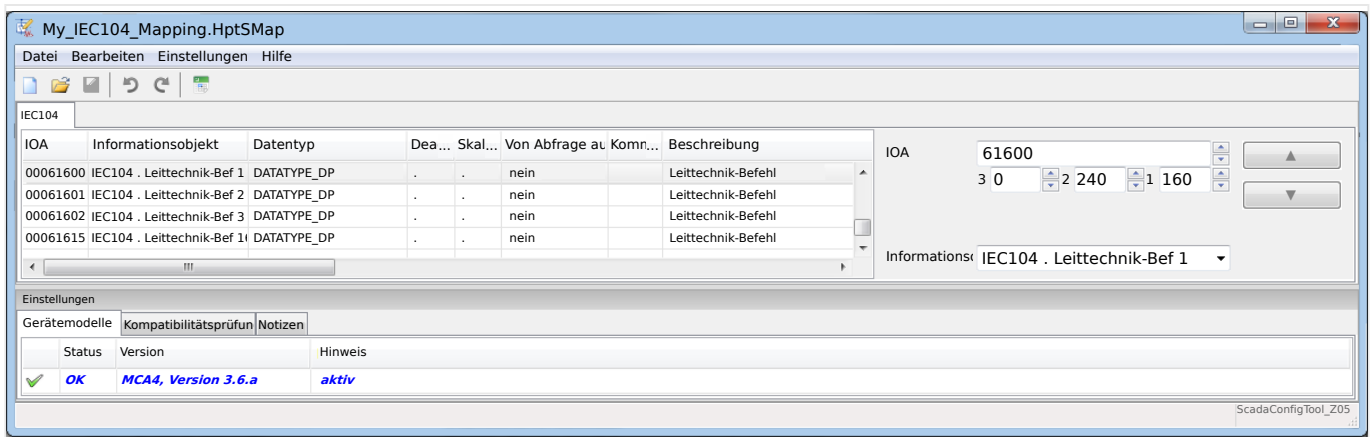 My_IEC104_Mapping.HptSMap
Datei Bearbeiten Einstellungen Hilfe
IEC104
IOA Informationsobjekt Datentyp Dea... Skal... Von Abfrage au Komm... Beschreibung
00061600 IEC104 . Leittechnik-Bef 1 DATATYPE_DP . . nein Leittechnik-Befehl
00061601 IEC104 . Leittechnik-Bef 2 DATATYPE_DP . . nein Leittechnik-Befehl
00061602 IEC104 . Leittechnik-Bef 3 DATATYPE_DP . . nein Leittechnik-Befehl
00061615 IEC104 . Leittechnik-Bef 1 DATATYPE_DP . . nein Leittechnik-Befehl
IOA 61600
3 0 2 240 1 160
Informationso IEC104 . Leittechnik-Bef 1
Einstellungen
Gerätemodelle Kompatibilitätsprüfun Notizen
Status Version Hinweis
OK MCA4, Version 3.6.a aktiv
ScadaConfigTool_Z05